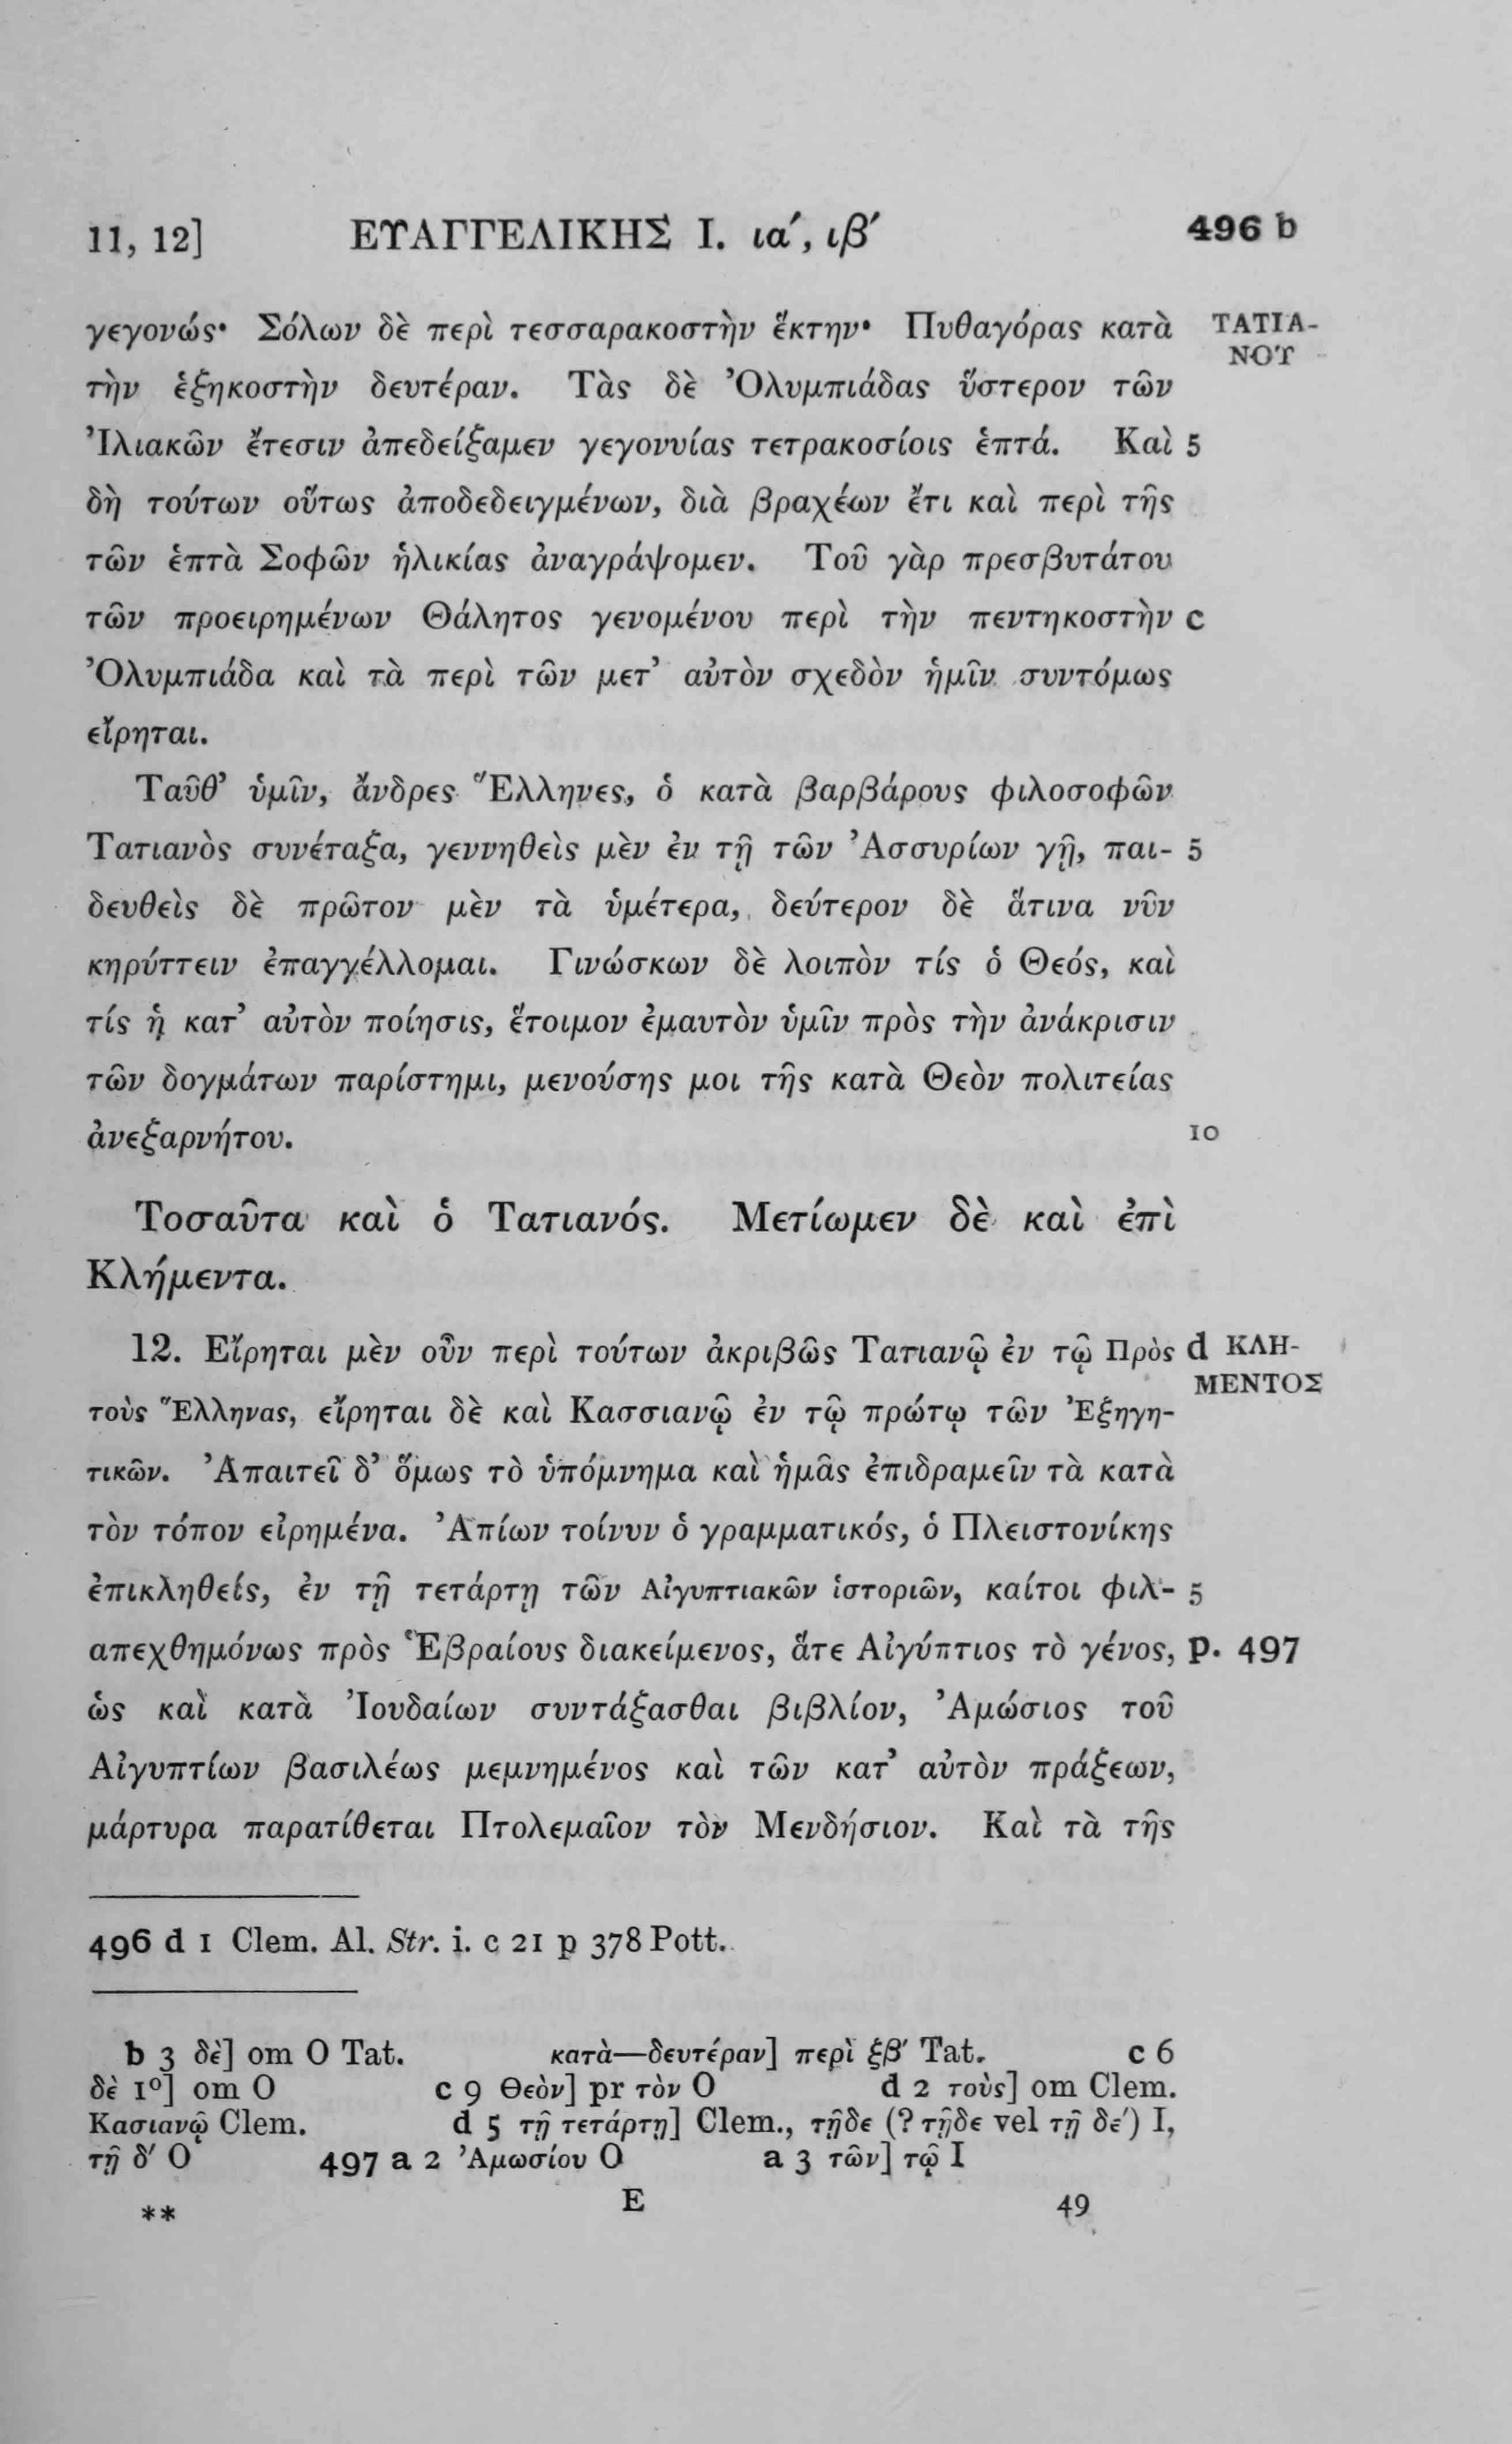 11, 12] ΕΥΑΓΓΕΛΙΚΗΣ Ι. ια´, ιβ´ 496 b
γεγονώς· Σόλων δὲ περὶ τεσσαρακοστὴν ἕκτην· Πυθαγόρας κατὰ ΤΑΤΙΑ-
ΝΟΥ
τὴν ἑξηκοστὴν δευτέραν. Τὰς δὲ Ὀλυμπιάδας ὕστερον τῶν
Ἰλιακῶν ἔτεσιν ἀπεδείξαμεν γεγονυίας τετρακοσίοις ἑπτά. Καὶ 5
δὴ τούτων οὕτως ἀποδεδειγμένων, διὰ βραχέων ἔτι καὶ περὶ τῆς
τῶν ἑπτὰ Σοφῶν ἡλικίας ἀναγράψομεν. Τοῦ γὰρ πρεσβυτάτου
τῶν προειρημένων Θάλητος γενομένου περὶ τὴν πεντηκοστὴν c
Ὀλυμπιάδα καὶ τὰ περὶ τῶν μετ᾽ αὐτὸν σχεδὸν ἡμῖν συντόμως
εἴρηται.
Ταῦθ᾽ ὑμῖν, ἄνδρες Ἕλληνες, ὁ κατὰ βαρβάρους φιλοσοφῶν
Τατιανὸς συνέταξα, γεννηθεὶς μὲν ἐν τῇ τῶν Ἀσσυρίων γῇ, παι- 5
δευθεὶς δὲ πρῶτον μὲν τὰ ὑμέτερα, δεύτερον δὲ ἅτινα νῦν
κηρύττειν ἐπαγγέλλομαι. Γινώσκων δὲ λοιπὸν τίς ὁ Θεός, καὶ
τίς ἡ κατ᾽ αὐτὸν ποίησις, ἕτοιμον ἐμαυτὸν ὑμῖν πρὸς τὴν ἀνάκρισιν
τῶν δογμάτων παρίστημι, μενούσης μοι τῆς κατὰ Θεὸν πολιτείας
ἀνεξαρνήτου. 10
Τοσαῦτα καὶ ὁ Τατιανός. Μετίωμεν δὲ καὶ ἐπὶ
Κλήμεντα.
12. Εἴρηται μὲν οὖν περὶ τούτων ἀκριβῶς Τατιανῷ ἐν τῷ Πρὸς d ΚΛΗ-
ΜΕΝΤΟΣ
τοὺς Ἕλληνας, εἴρηται δὲ καὶ Κασσιανῷ ἐν τῷ πρώτῳ τῶν Ἐξηγη-
τικῶν. Ἀπαιτεῖ δ᾽ ὅμως τὸ ὑπόμνημα καὶ ἡμᾶς ἐπιδραμεῖν τὰ κατὰ
τὸν τόπον εἰρημένα. Ἀπίων τοίνυν ὁ γραμματικός, ὁ Πλειστονίκης
ἐπικληθείς, ἐν τῇ τετάρτῃ τῶν Αἰγυπτιακῶν ἱστοριῶν, καίτοι φιλ- 5
απεχθημόνως πρὸς Ἑβραίους διακείμενος, ἅτε Αἰγύπτιος τὸ γένος, p. 497
ὡς καὶ κατὰ Ἰουδαίων συντάξασθαι βιβλίον, Ἀμώσιος τοῦ
Αἰγυπτίων βασιλέως μεμνημένος καὶ τῶν κατ᾽ αὐτὸν πράξεων,
μάρτυρα παρατίθεται Πτολεμαῖον τὸν Μενδήσιον. Καὶ τὰ τῆς
496 d 1 Clem. Al. Str. i. c 21 p 378 Pott.
b 3 δὲ] om O Tat. κατὰ—δευτέραν] περὶ ξβ´ Tat. c 6
δὲ 1º] om O c 9 Θεὸν] pr τὸν O d 2 τοὺς] om Clem.
Κασιανῷ Clem. d 5 τῇ τετάρτῃ] Clem., τῇδε (? τῇδε vel τῇ δέ) I,
τῇ δ´ O 497 a 2 Ἀμωσίου O a 3 τῶν] τῷ I
** E 49